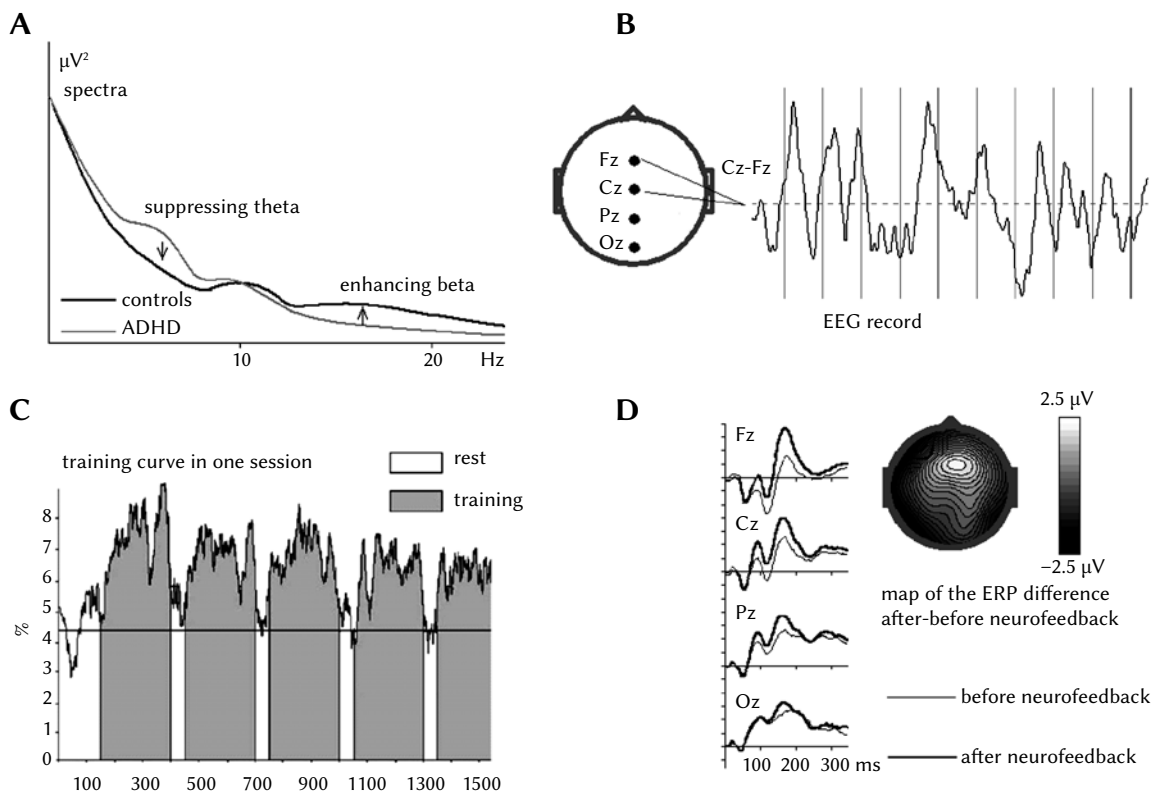 A
μV²
spectra
suppressing theta
enhancing beta
controls
ADHD
10
20
Hz
B
Fz
Cz
Pz
Oz
Cz-Fz
EEG record
C
training curve in one session
rest
training
%
8
7
6
5
4
3
2
1
0
100
300
500
700
900
1100
1300
1500
D
Fz
Cz
Pz
Oz
100
200
300
ms
2.5 μV
−2.5 μV
map of the ERP difference
after-before neurofeedback
before neurofeedback
after neurofeedback